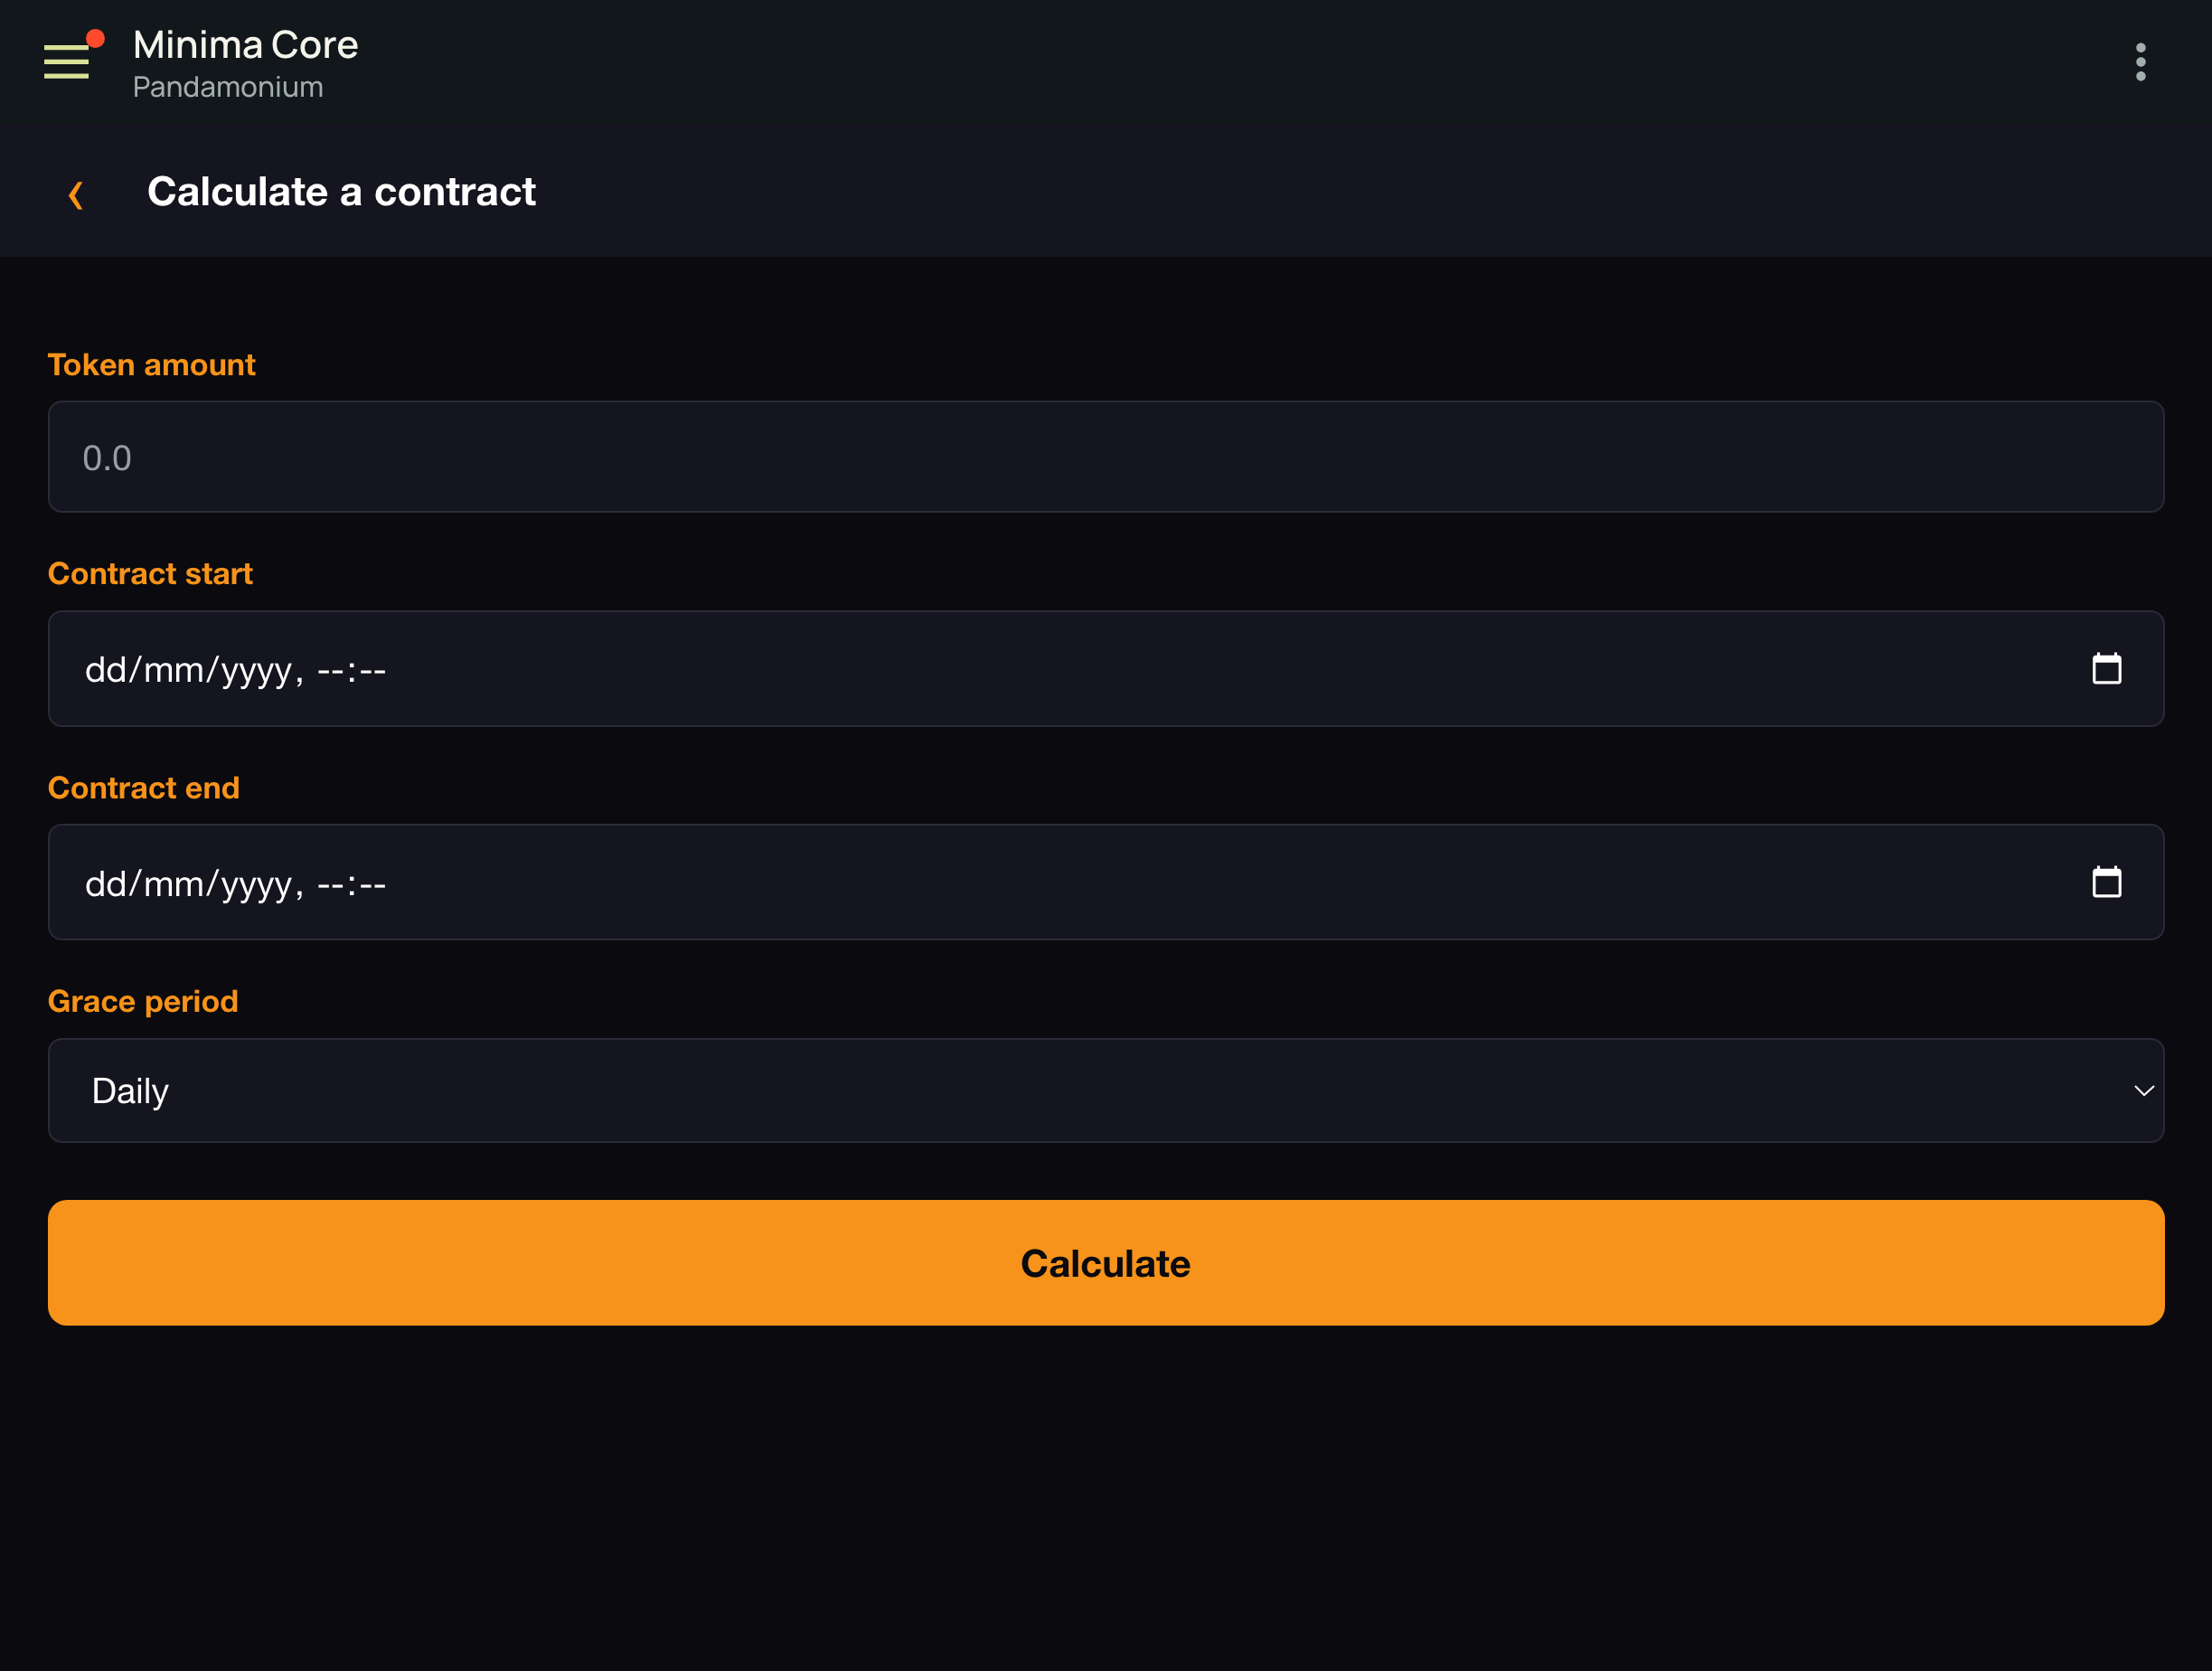 Minima Core
Pandamonium
Calculate a contract
Token amount
0.0
Contract start
dd/mm/yyyy, --:--
Contract end
dd/mm/yyyy, --:--
Grace period
Daily
Calculate